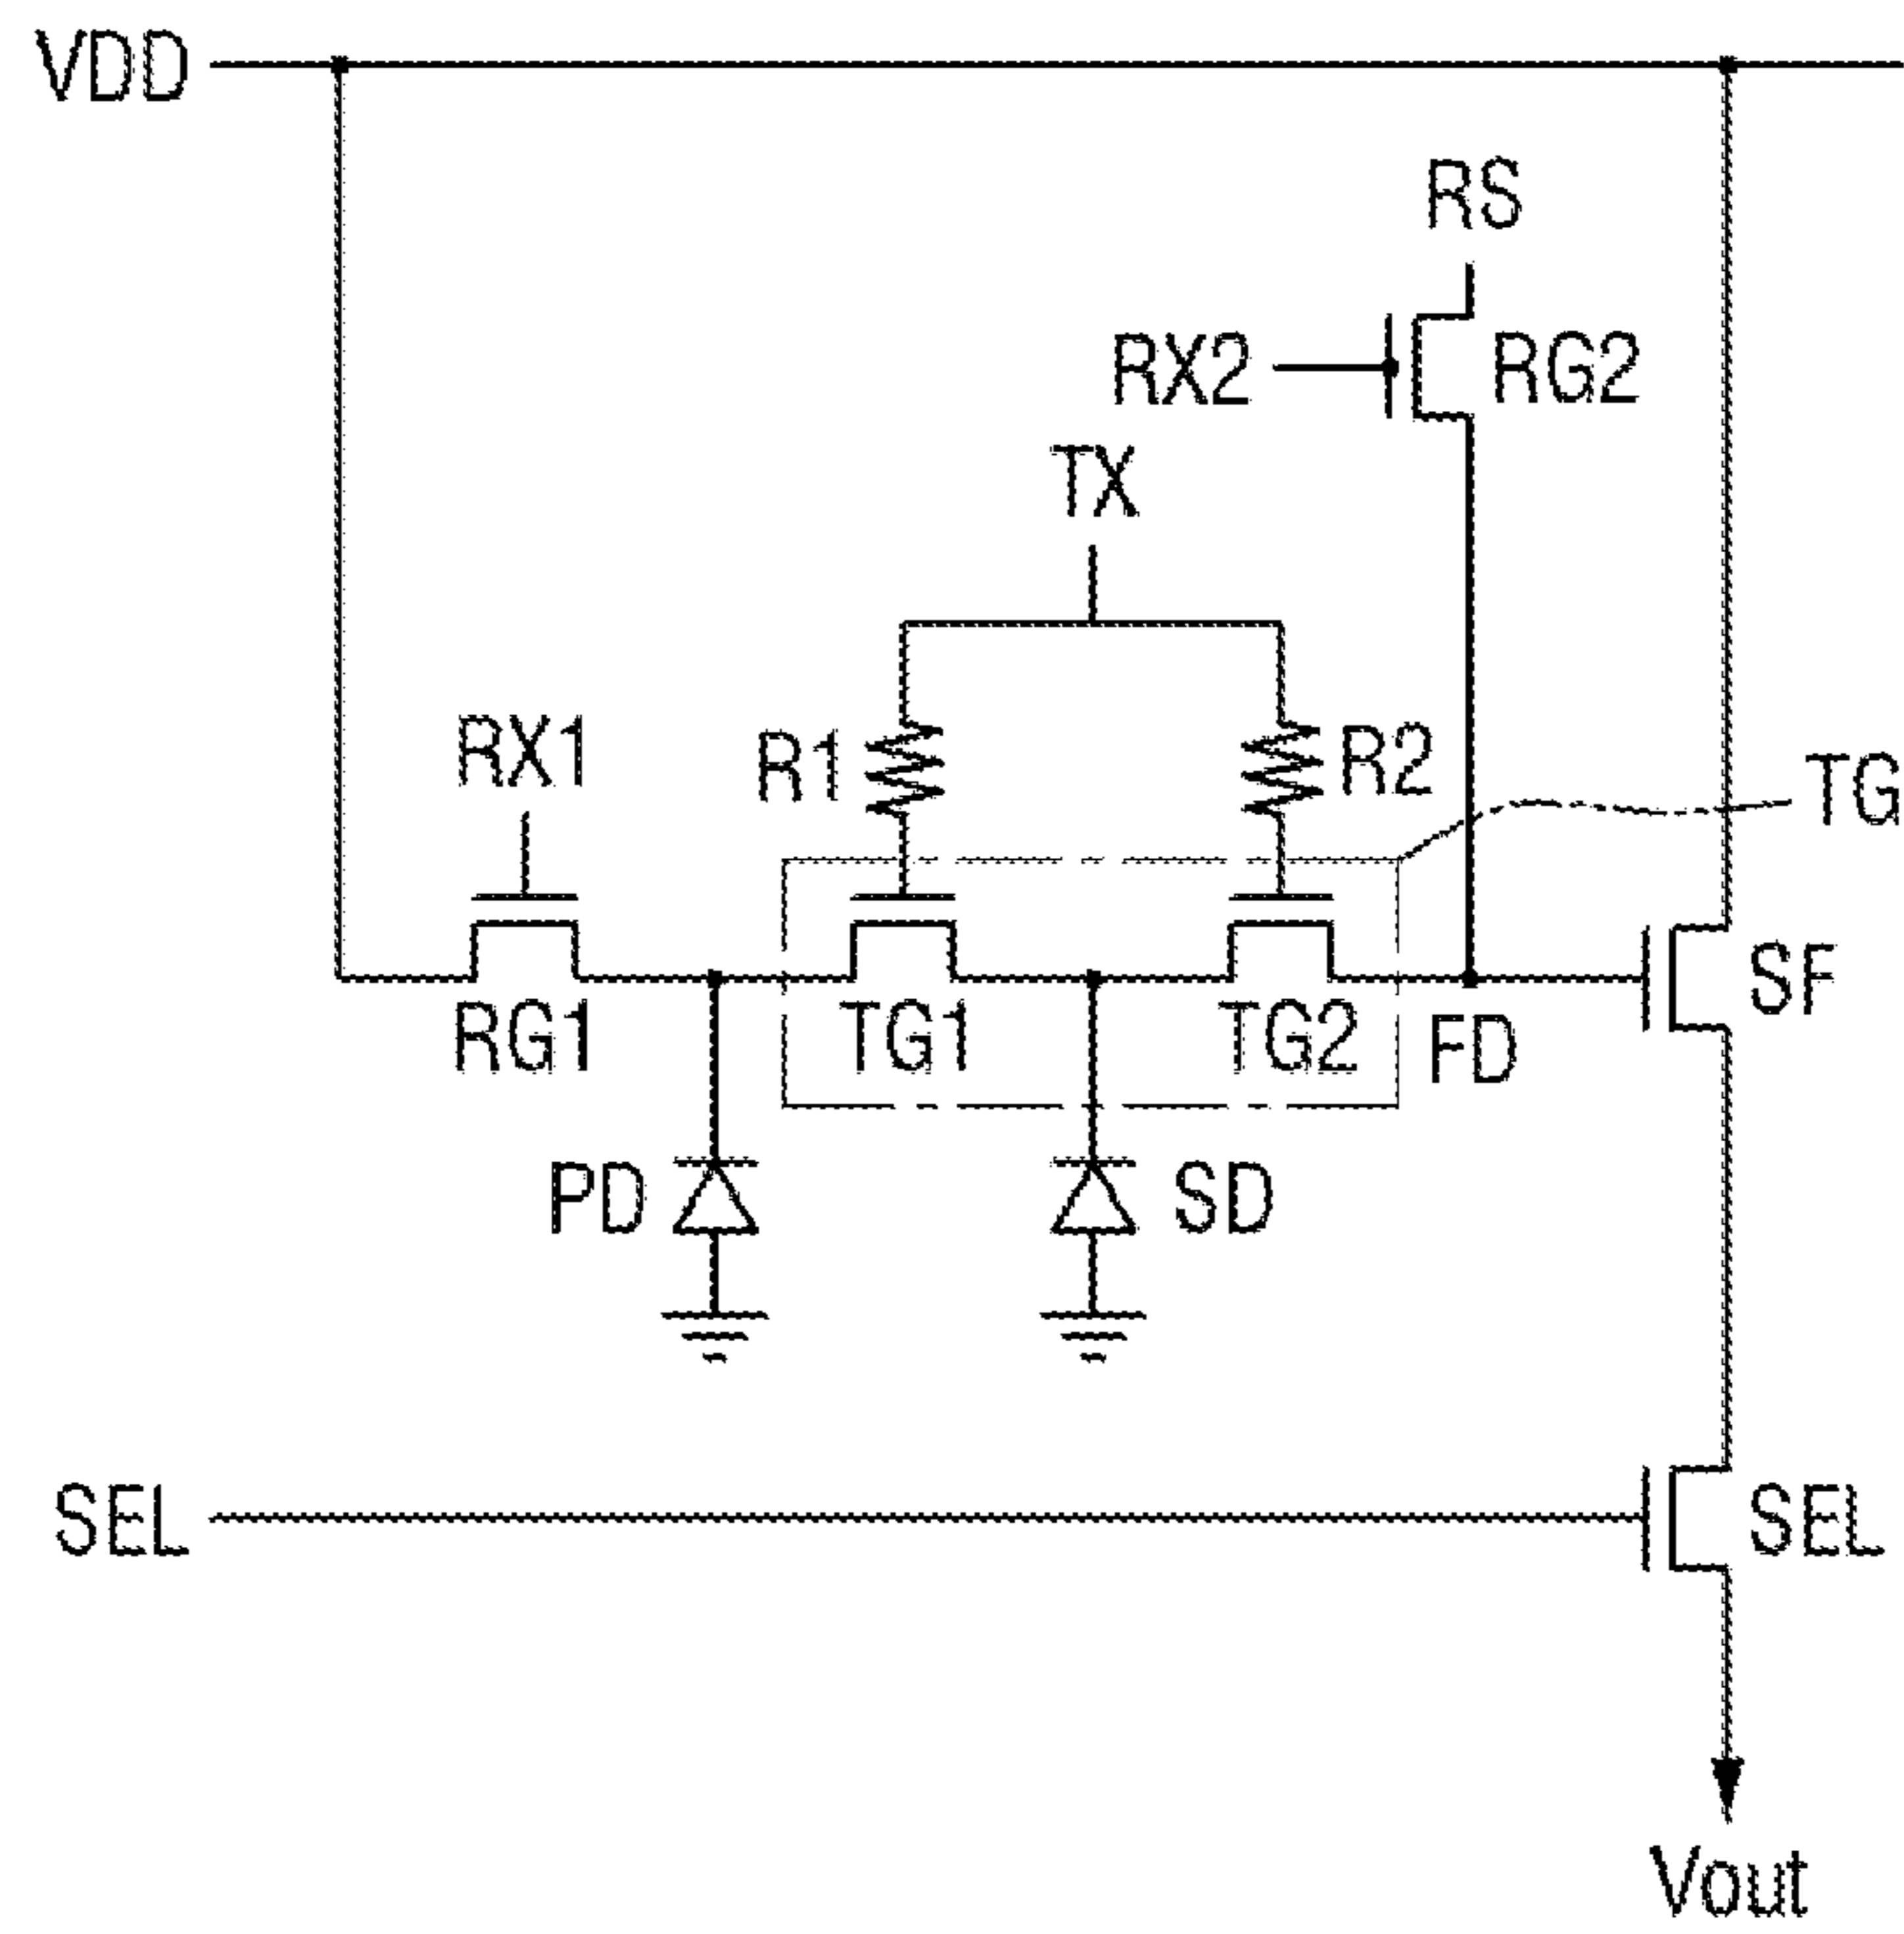 VDD
RS
RX2
RG2
TX
RX1
R1
R2
TG
RG1
TG1
TG2
FD
SF
PD
SD
SEL
SEL
Vout